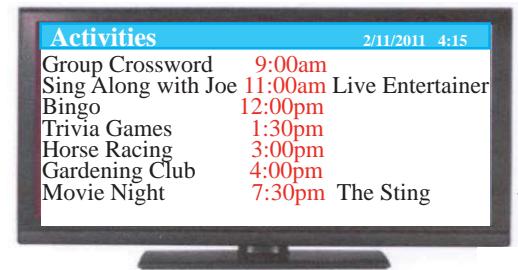 Activities 2/11/2011 4:15
Group Crossword 9:00am
Sing Along with Joe 11:00am Live Entertainer
Bingo 12:00pm
Trivia Games 1:30pm
Horse Racing 3:00pm
Gardening Club 4:00pm
Movie Night 7:30pm The Sting